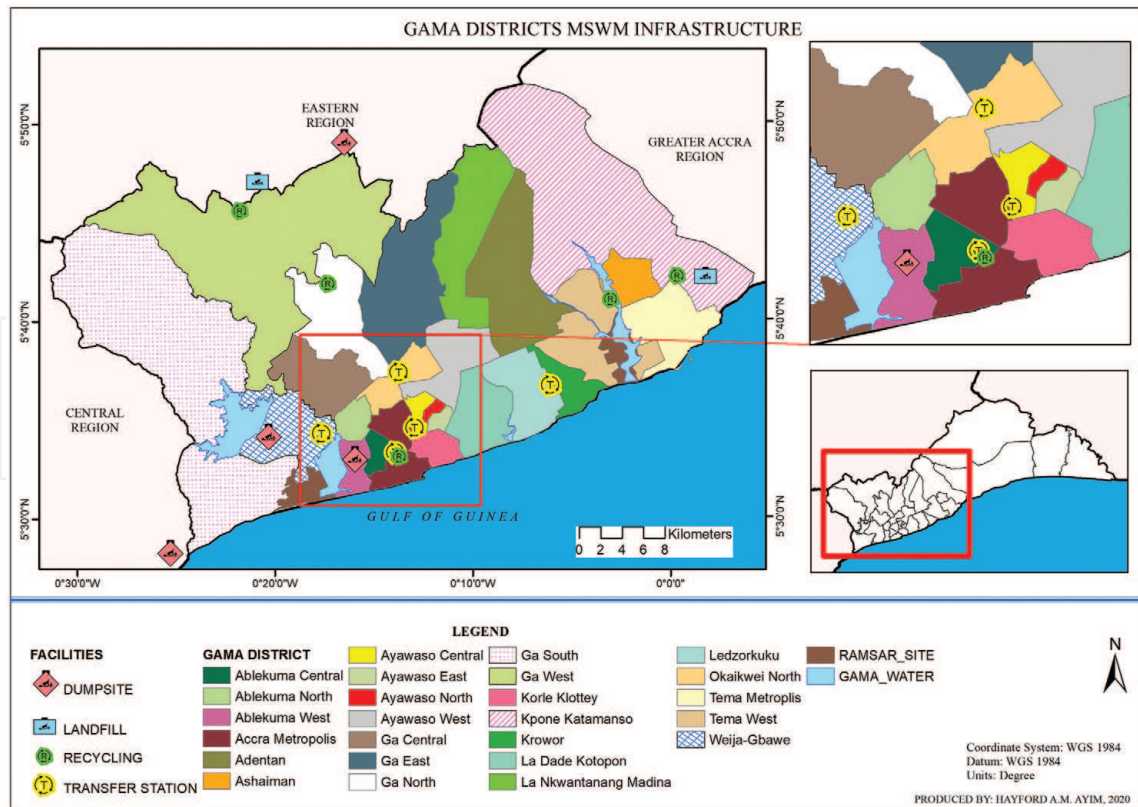 GAMA DISTRICTS MSWM INFRASTRUCTURE
EASTERN
REGION
GREATER ACCRA
REGION
CENTRAL
REGION
GULF OF GUINEA
5°50'0"N
5°40'0"N
5°30'0"N
5°50'0"N
5°40'0"N
5°30'0"N
0°30'0"W
0°20'0"W
0°10'0"W
0°0'0"
Kilometers
0 2 4 6 8
R
R
R
R
R
T
T
T
T
T
T
T
T
T
R
LEGEND
FACILITIES
DUMPSITE
LANDFILL
R RECYCLING
T TRANSFER STATION
GAMA DISTRICT
Ablekuma Central
Ablekuma North
Ablekuma West
Accra Metropolis
Adentan
Ashaiman
Ayawaso Central
Ayawaso East
Ayawaso North
Ayawaso West
Ga Central
Ga East
Ga North
Ga South
Ga West
Korle Klottey
Kpone Katamanso
Krowor
La Dade Kotopon
La Nkwantanang Madina
Ledzorkuku
Okaikwei North
Tema Metroplis
Tema West
Weija-Gbawe
RAMSAR_SITE
GAMA_WATER
N
Coordinate System: WGS 1984
Datum: WGS 1984
Units: Degree
PRODUCED BY: HAYFORD A.M. AYIM, 2020